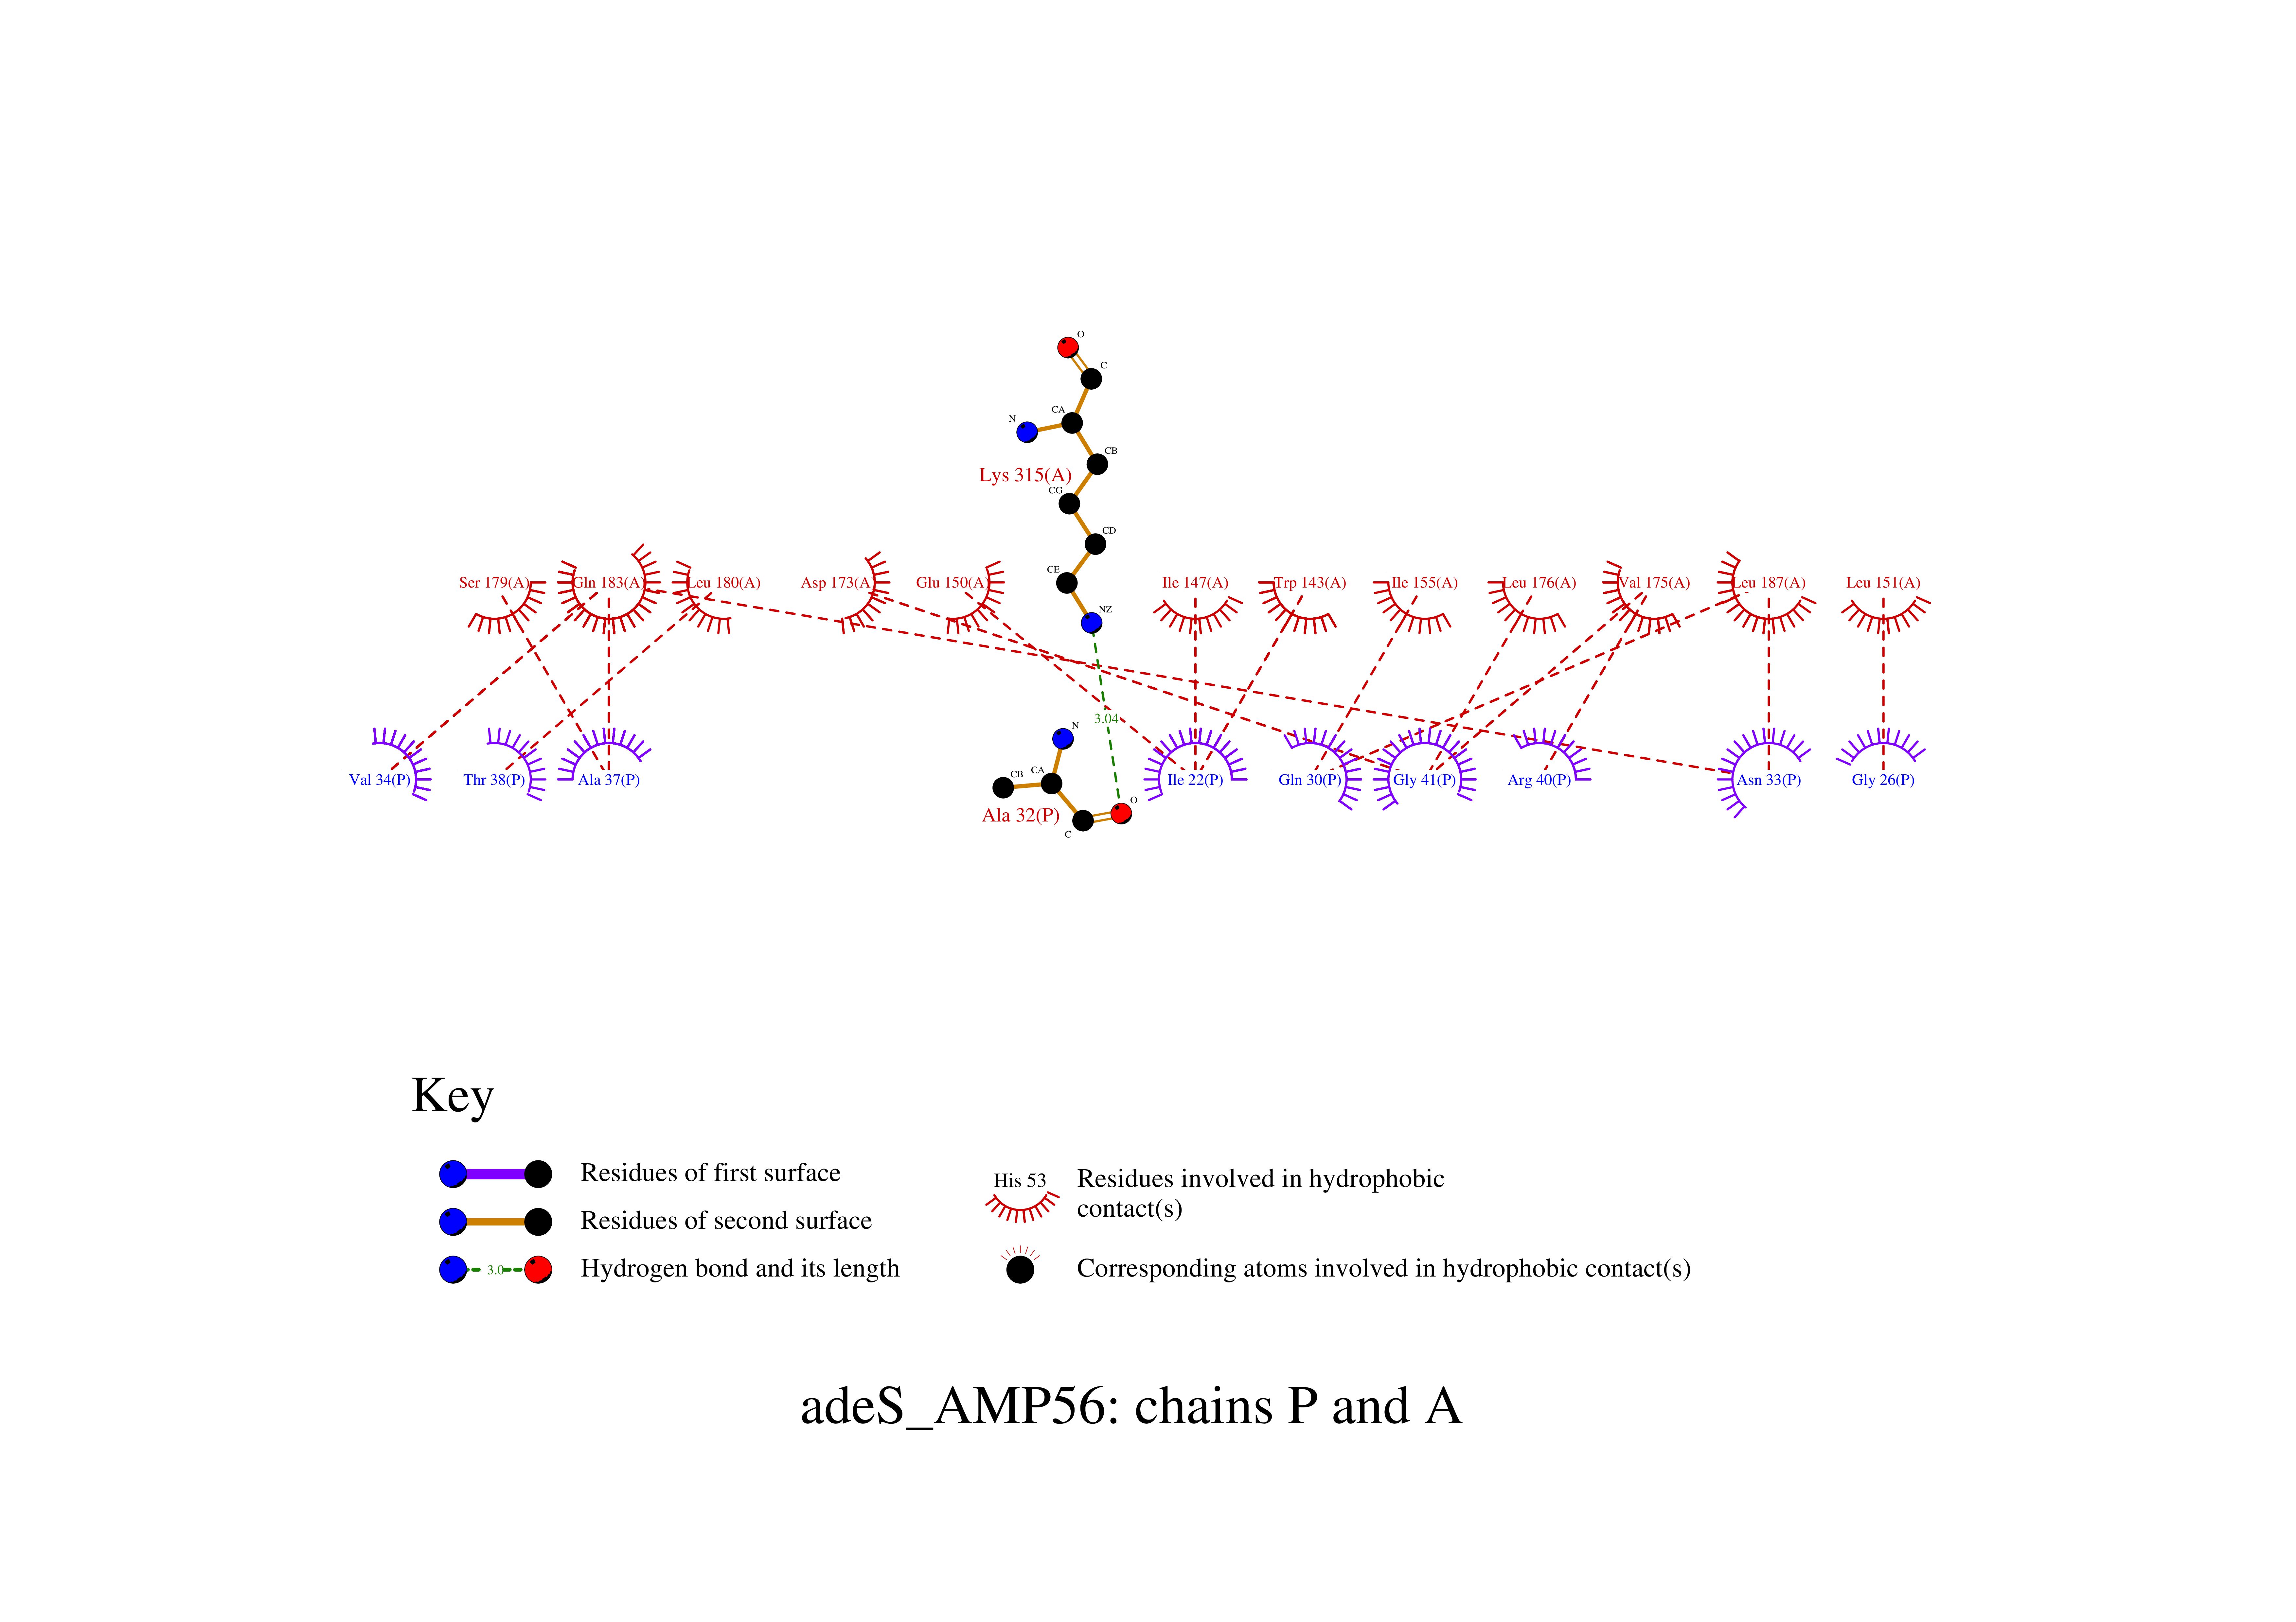 O
C
CA
N
CB
Lys 315(A)
CG
CD
CE
Ser 179(A) Gln 183(A) Leu 180(A) Asp 173(A Glu 150(A) Ile 147(A) Trp 143(A) Ile 155(A) Leu 176(A) Val 175(A) Leu 187(A) Leu 151(A)
NZ
3.04
N
CB CA
Val 34(P) Thr 38(P) Ala 37(P) Ile 22(P) Gln 30(P) Gly 41(P) Arg 40(P) Asn 33(P) Gly 26(P)
O
Ala 32(P)
C
Key
Residues of first surface
Residues of second surface
3.0 Hydrogen bond and its length
His 53 Residues involved in hydrophobic
contact(s)
Corresponding atoms involved in hydrophobic contact(s)
adeS_AMP56: chains P and A